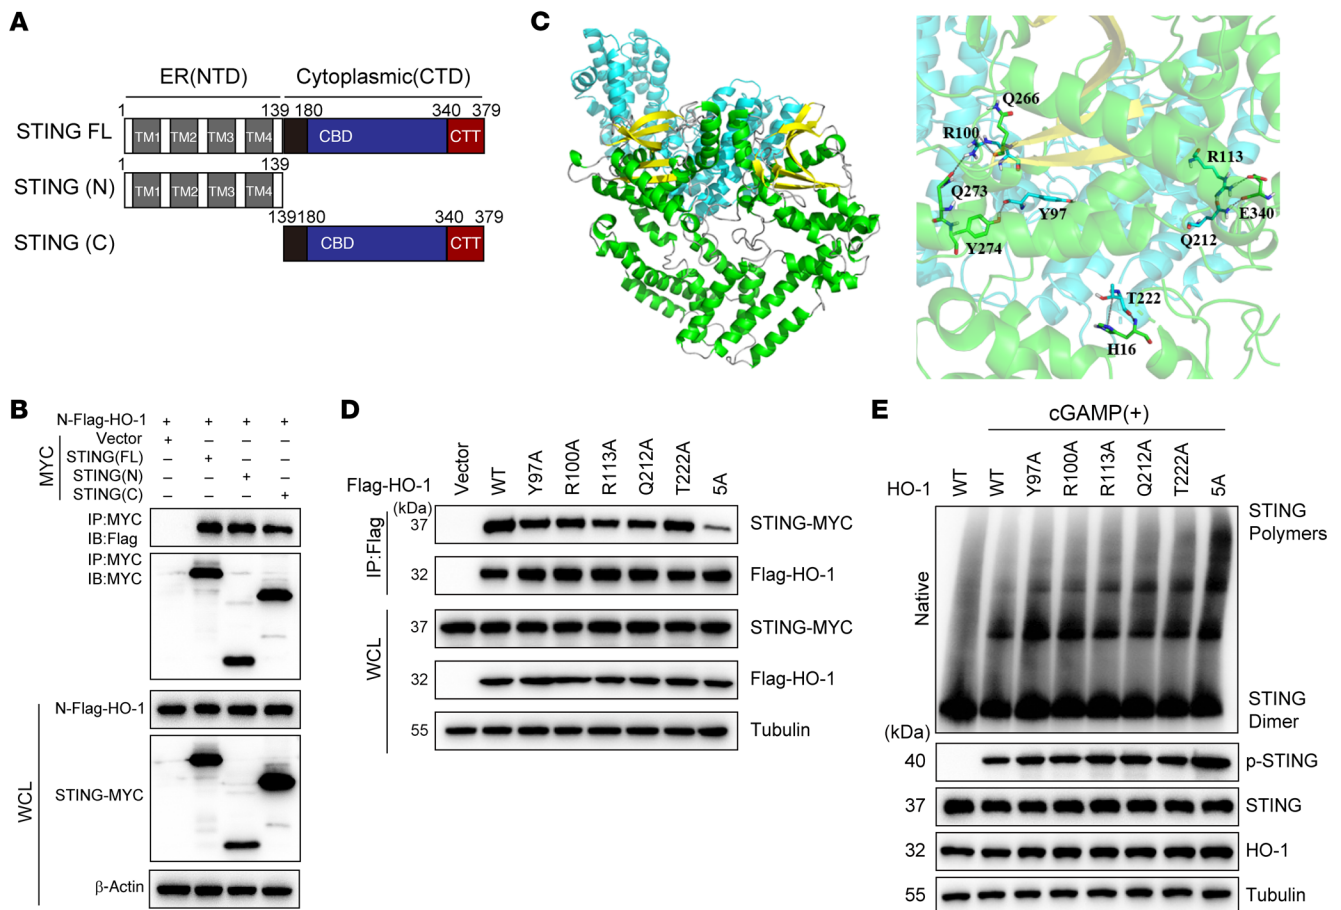 A
ER(NTD) Cytoplasmic(CTD)
1 139 180 340 379
STING FL TM1 TM2 TM3 TM4 CBD CTT
139
STING (N) TM1 TM2 TM3 TM4
139 180 340 379
STING (C) CBD CTT
B
N-Flag-HO-1 + + + +
MYC
Vector + – – –
STING(FL) – + – –
STING(N) – – + –
STING(C) – – – +
IP:MYC
IB:Flag
IP:MYC
IB:MYC
WCL
N-Flag-HO-1
STING-MYC
β-Actin
C
Q266
R100
R113
Q273
Y97
E340
Y274
Q212
T222
H16
D
Flag-HO-1 Vector WT Y97A R100A R113A Q212A T222A 5A
(kDa)
IP:Flag
37 STING-MYC
32 Flag-HO-1
WCL
37 STING-MYC
32 Flag-HO-1
55 Tubulin
E
cGAMP(+)
HO-1 WT WT Y97A R100A R113A Q212A T222A 5A
Native
STING
Polymers
STING
Dimer
(kDa)
40 p-STING
37 STING
32 HO-1
55 Tubulin